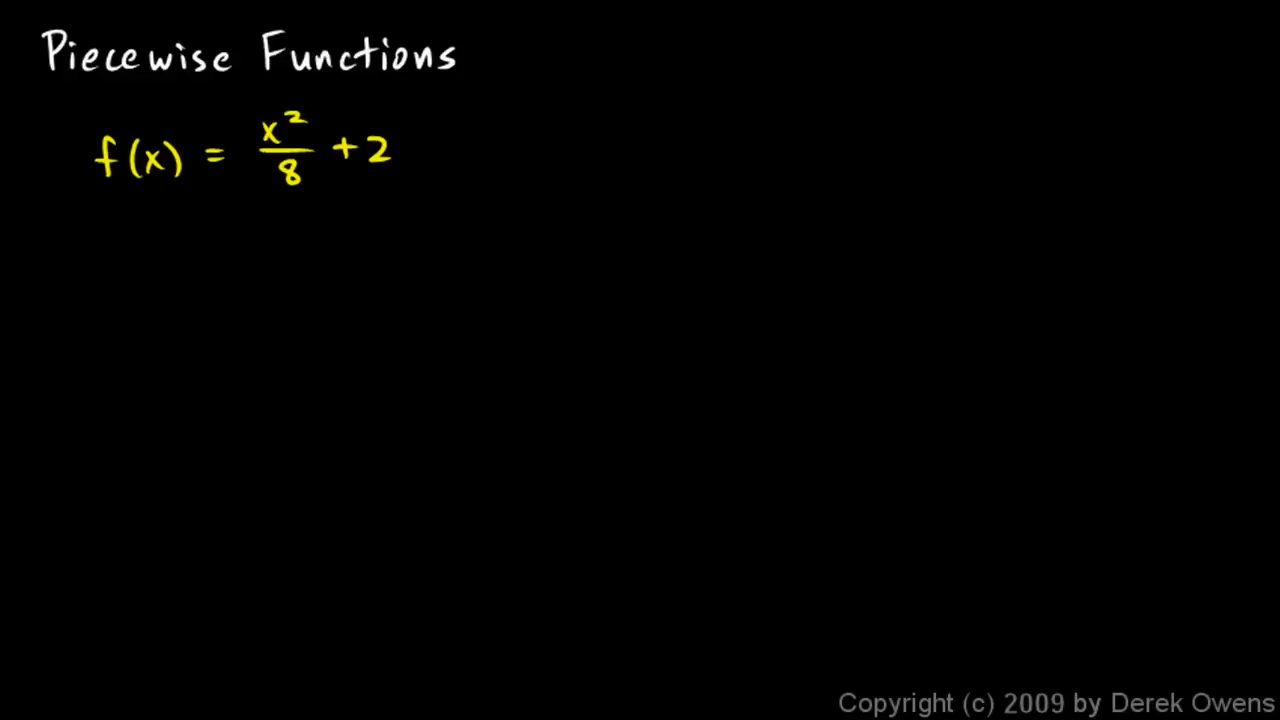 Piecewise Functions
f(x) = x²/8 + 2
Copyright (c) 2009 by Derek Owens